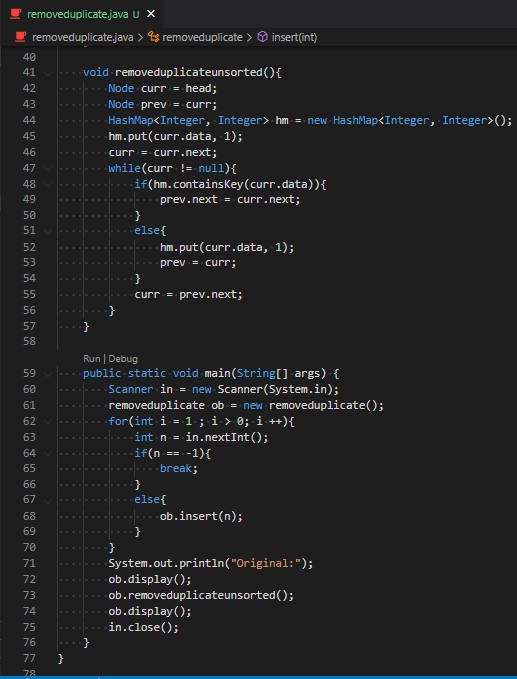 removeduplicate.java U ×
removeduplicate.java > removeduplicate > insert(int)
40
41 void removeduplicateunsorted(){
42 Node curr = head;
43 Node prev = curr;
44 HashMap<Integer, Integer> hm = new HashMap<Integer, Integer>();
45 hm.put(curr.data, 1);
46 curr = curr.next;
47 while(curr != null){
48 if(hm.containsKey(curr.data)){
49 prev.next = curr.next;
50 }
51 else{
52 hm.put(curr.data, 1);
53 prev = curr;
54 }
55 curr = prev.next;
56 }
57 }
58
Run | Debug
59 public static void main(String[] args) {
60 Scanner in = new Scanner(System.in);
61 removeduplicate ob = new removeduplicate();
62 for(int i = 1 ; i > 0; i ++){
63 int n = in.nextInt();
64 if(n == -1){
65 break;
66 }
67 else{
68 ob.insert(n);
69 }
70 }
71 System.out.println("Original:");
72 ob.display();
73 ob.removeduplicateunsorted();
74 ob.display();
75 in.close();
76 }
77 }
78